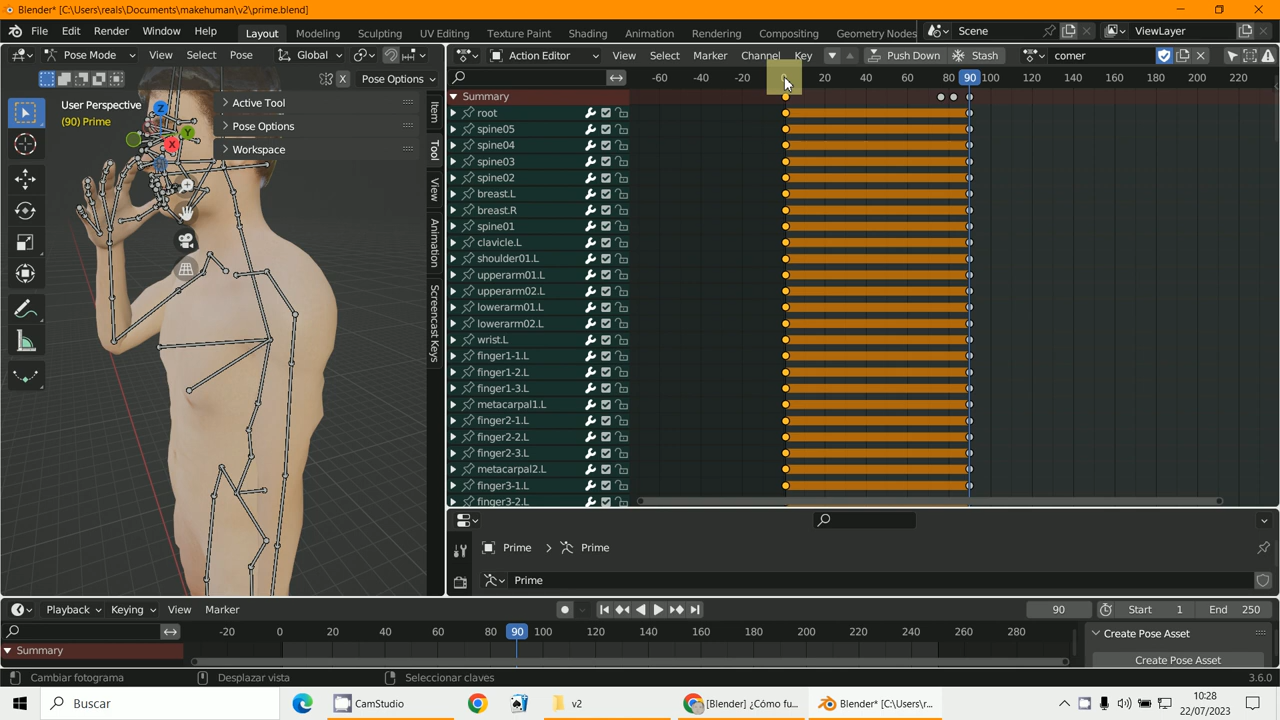 Blender* [C:\Users\reals\Documents\makehuman\v2\prime.blend]
File Edit Render Window Help Layout Modeling Sculpting UV Editing Texture Paint Shading Animation Rendering Compositing Geometry Nodes Scene ViewLayer
Pose Mode View Select Pose Global Action Editor View Select Marker Channel Key Push Down Stash comer
X Pose Options -60 -40 -20 0 20 40 60 80 90 100 120 140 160 180 200 220
User Perspective
(90) Prime
Active Tool
Pose Options
Workspace
Item
Tool
View
Animation
Screencast Keys
Z
Y
X
Summary
root
spine05
spine04
spine03
spine02
breast.L
breast.R
spine01
clavicle.L
shoulder01.L
upperarm01.L
upperarm02.L
lowerarm01.L
lowerarm02.L
wrist.L
finger1-1.L
finger1-2.L
finger1-3.L
metacarpal1.L
finger2-1.L
finger2-2.L
finger2-3.L
metacarpal2.L
finger3-1.L
finger3-2.L
Prime > Prime
Prime
Playback Keying View Marker 90 Start 1 End 250
-20 0 20 40 60 80 90 100 120 140 160 180 200 220 240 260 280
Create Pose Asset
Summary
Create Pose Asset
Cambiar fotograma Desplazar vista Seleccionar claves 3.6.0
Buscar CamStudio v2 [Blender] ¿Cómo fu... Blender* [C:\Users\r...
10:28
22/07/2023